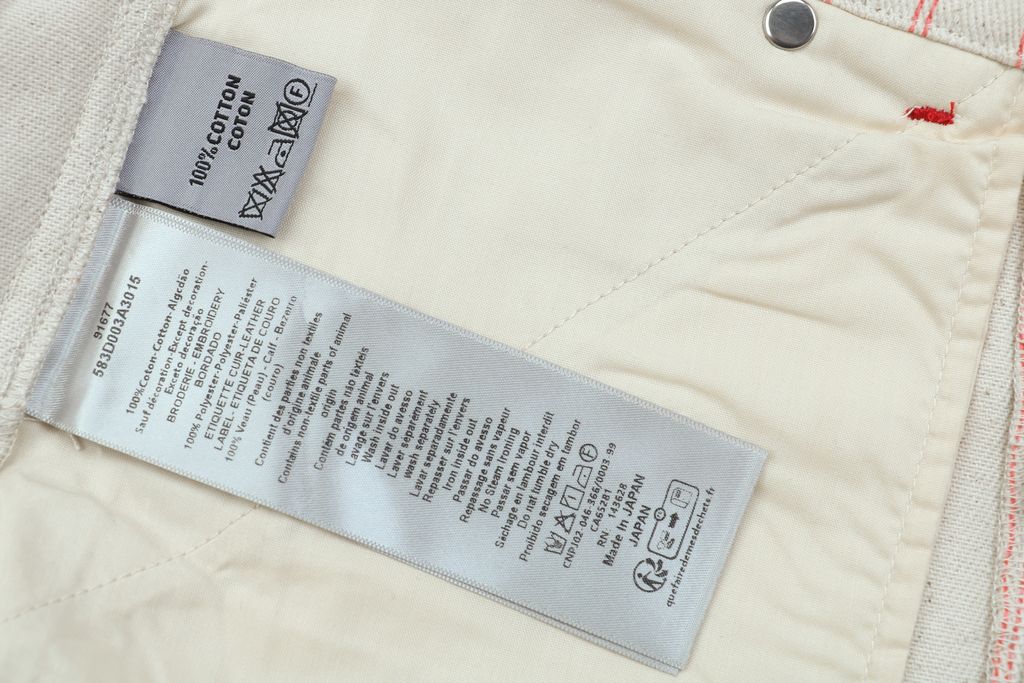 100% COTTON
COTON
F
91677
583D003A3015
100%Coton-Cotton-Algodão
Sauf décoration-Except decoration-
Exceto decoração
BRODERIE - EMBROIDERY
BORDADO
100% Polyester-Polyester-Poliéster
ETIQUETTE CUIR-LEATHER
LABEL- ETIQUETA DE COURO
100% Veau (Peau) - Calf - Bezerro
(couro)
Contient des parties non textiles
d'origine animale
Contains non textile parts of animal
origin
Contém partes não texteis
de origem animal
Lavage sur l'envers
Wash Inside out
Lavar do avesso
Laver séparément
wash separately
Lavar separadamente
Repasser sur l'envers
Iron inside out
Passar do avesso
Repassage sans vapeur
No Steam Ironing
Passar sem vapor
Séchage en tambour interdit
Do not tumble dry
Proibido secagem em tambor
F
CNPJ02.046.366/0003 99
RN. 143628
CA65281
Made In JAPAN
JAPAN
quefairedemesdechets.fr